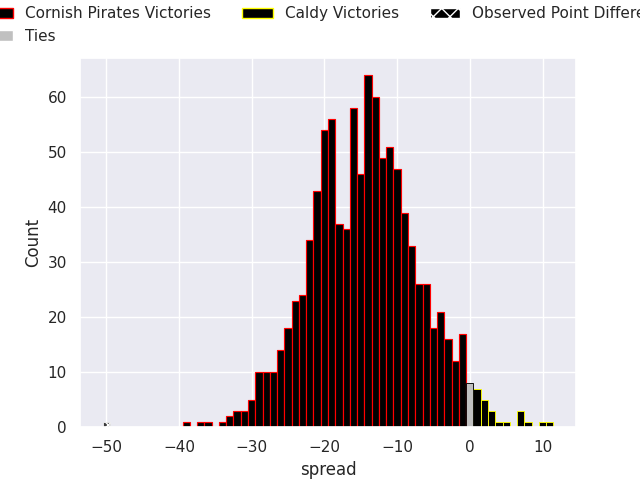 Cornish Pirates Victories Caldy Victories Observed Point
Ties
60
50
40
30
20
10
0
Count
−50 −40 −30 −20 −10 0 10
spread